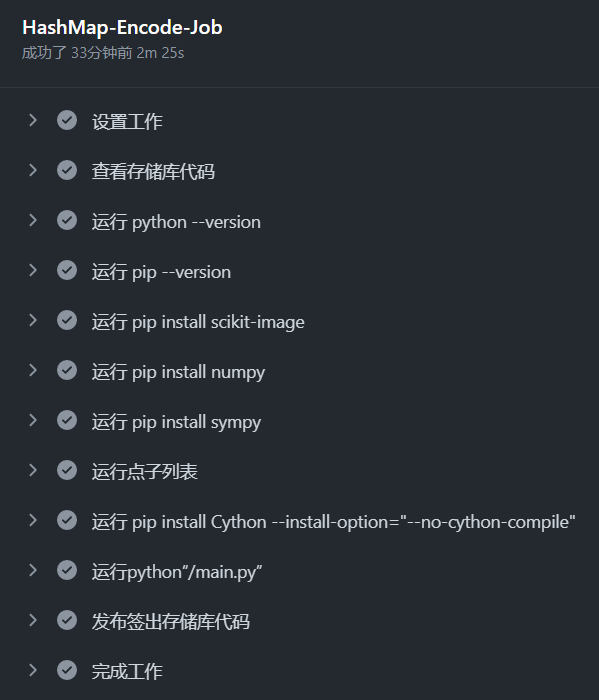 HashMap-Encode-Job
成功了 33分钟前 2m 25s
设置工作
查看存储库代码
运行 python --version
运行 pip --version
运行 pip install scikit-image
运行 pip install numpy
运行 pip install sympy
运行点子列表
运行 pip install Cython --install-option="--no-cython-compile"
运行python“/main.py”
发布签出存储库代码
完成工作